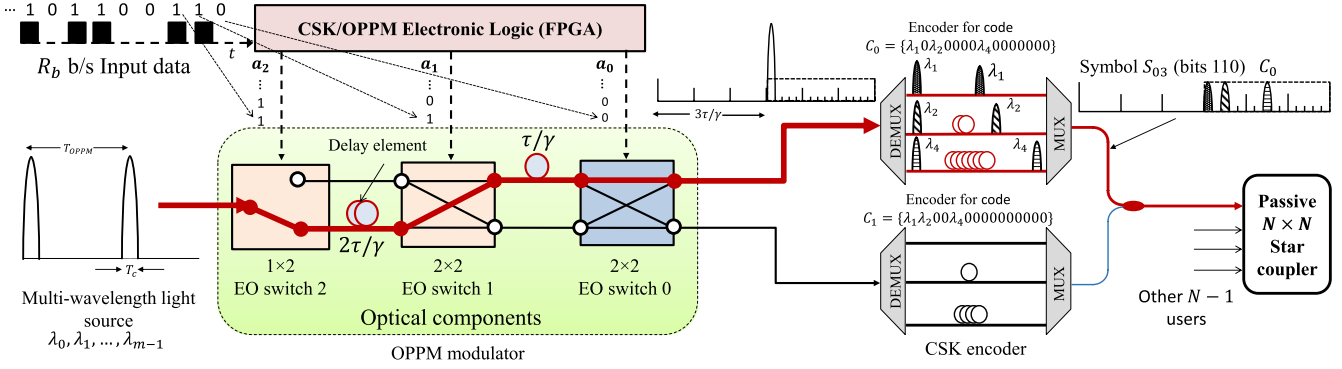 ··· 1 0 1 1 0 0 1 1 0
t
R_b b/s Input data
CSK/OPPM Electronic Logic (FPGA)
a_2
a_1
a_0
···
1
1
1
···
0
0
1
···
0
0
0
3τ/γ
Encoder for code
C_0 = {λ_1 0 λ_2 0000 λ_4 0000000}
λ_1
λ_1
λ_2
λ_2
λ_4
λ_4
DEMUX
MUX
Symbol S_03 (bits 110)
C_0
T_OPPM
T_c
Multi-wavelength light
source
λ_0, λ_1, … , λ_{m−1}
Delay element
2τ/γ
τ/γ
1×2
EO switch 2
2×2
EO switch 1
2×2
EO switch 0
Optical components
OPPM modulator
Encoder for code
C_1 = {λ_1 λ_2 00 λ_4 0000000000}
DEMUX
MUX
CSK encoder
Passive
N × N
Star
coupler
Other N − 1
users